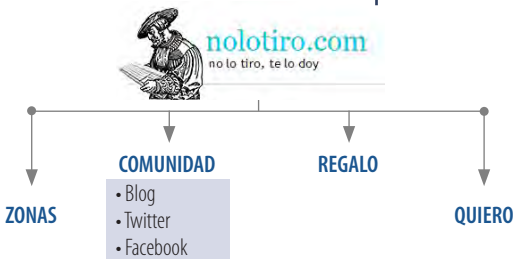 nolotiro.com
no lo tiro, te lo doy
COMUNIDAD
REGALO
ZONAS
• Blog
• Twitter
• Facebook
QUIERO